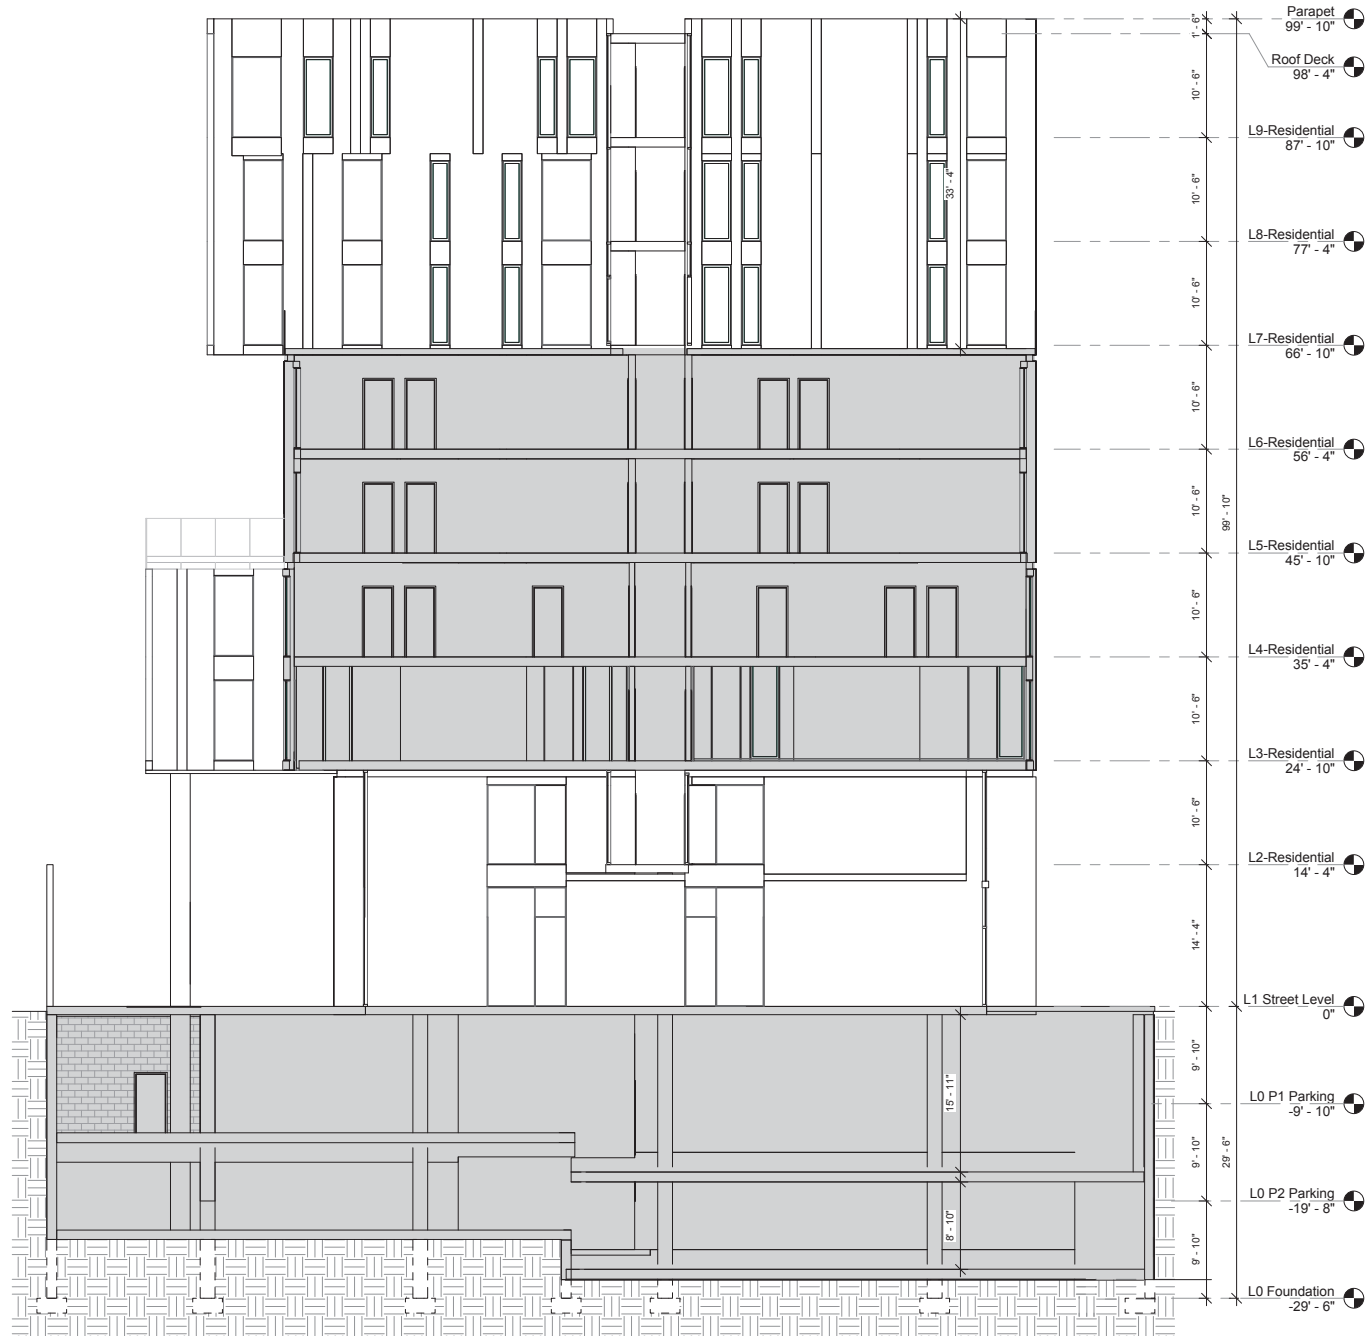 Parapet
99' - 10"
1' - 6"
Roof Deck
98' - 4"
10' - 6"
L9-Residential
87' - 10"
33' - 4"
10' - 6"
L8-Residential
77' - 4"
10' - 6"
L7-Residential
66' - 10"
10' - 6"
L6-Residential
56' - 4"
10' - 6"
99' - 10"
L5-Residential
45' - 10"
10' - 6"
L4-Residential
35' - 4"
10' - 6"
L3-Residential
24' - 10"
10' - 6"
L2-Residential
14' - 4"
14' - 4"
L1 Street Level
0"
9' - 10"
15' - 11"
L0 P1 Parking
-9' - 10"
9' - 10"
29' - 6"
L0 P2 Parking
-19' - 8"
8' - 10"
9' - 10"
L0 Foundation
-29' - 6"